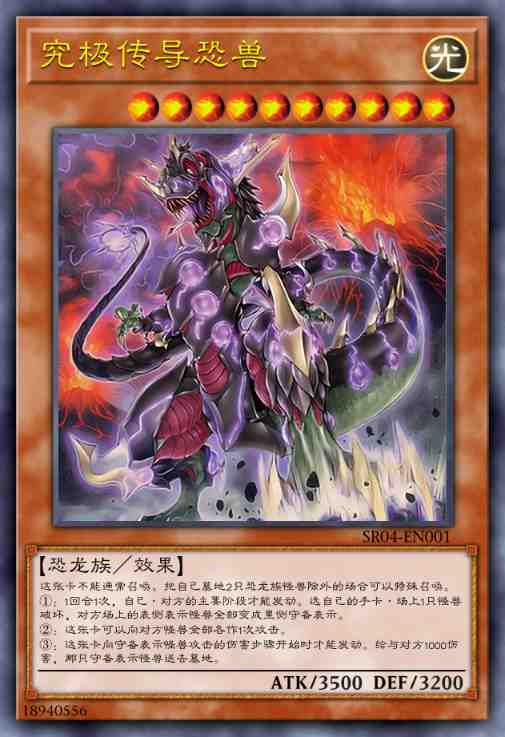 究极传导恐兽
光
SR04-EN001
【恐龙族／效果】
这张卡不能通常召唤。把自己墓地2只恐龙族怪兽除外的场合可以特殊召唤。
①：1回合1次，自己·对方的主要阶段才能发动。选自己的手卡·场上1只怪兽
破坏，对方场上的表侧表示怪兽全部变成里侧守备表示。
②：这张卡可以向对方怪兽全部各作1次攻击。
③：这张卡向守备表示怪兽攻击的伤害步骤开始时才能发动。给与对方1000伤
害，那只守备表示怪兽送去墓地。
ATK/3500 DEF/3200
18940556